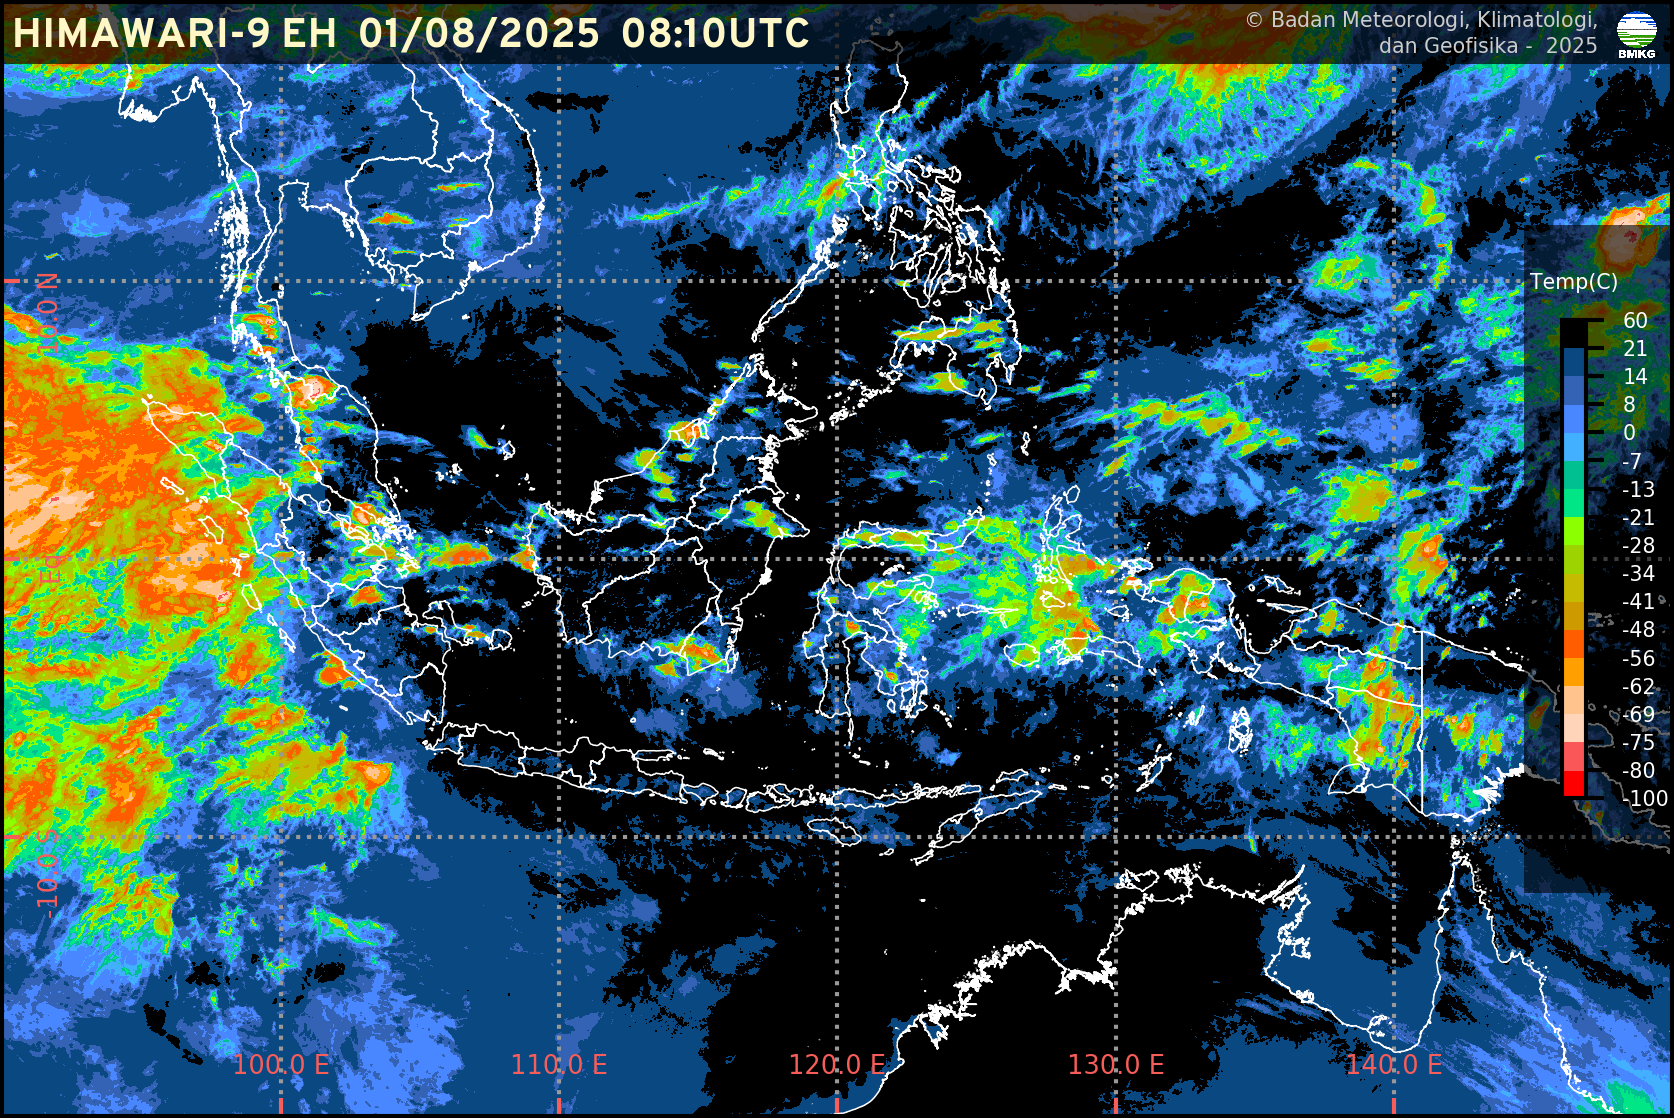 HIMAWARI-9 EH 01/08/2025 08:10UTC
© Badan Meteorologi, Klimatologi,
dan Geofisika - 2025
BMKG
Temp(C)
60
21
14
8
0
-7
-13
-21
-28
-34
-41
-48
-56
-62
-69
-75
-80
-100
10.0 N
EQ
-10.0 S
100.0 E
110.0 E
120.0 E
130.0 E
140.0 E